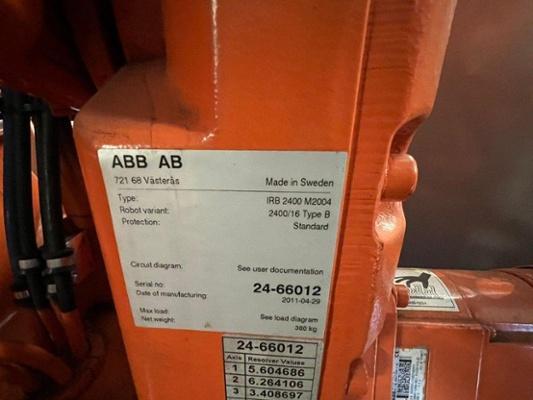 ABB AB
721 68 Västerås Made in Sweden
Type: IRB 2400 M2004
Robot variant: 2400/16 Type B
Protection: Standard
Circuit diagram: See user documentation
Serial no: 24-66012
Date of manufacturing: 2011-04-29
Max load: See load diagram
Net weight: 380 kg
24-66012
Axis Resolver Values
1 5.604686
2 6.264106
3 3.408697